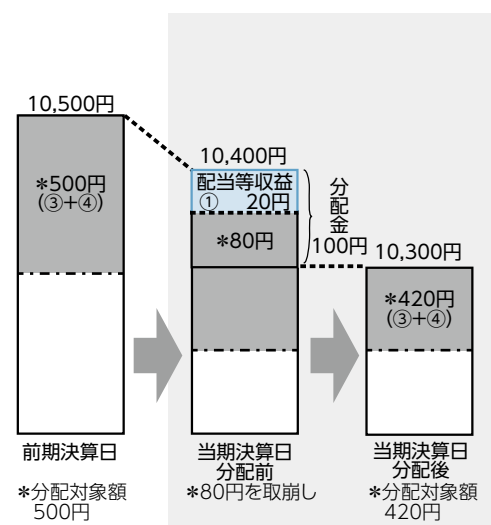 10,500円
*500円
(③+④)
前期決算日
*分配対象額
500円
10,400円
配当等収益
① 20円
*80円
分配金
100円
当期決算日
分配前
*80円を取崩し
10,300円
*420円
(③+④)
当期決算日
分配後
*分配対象額
420円